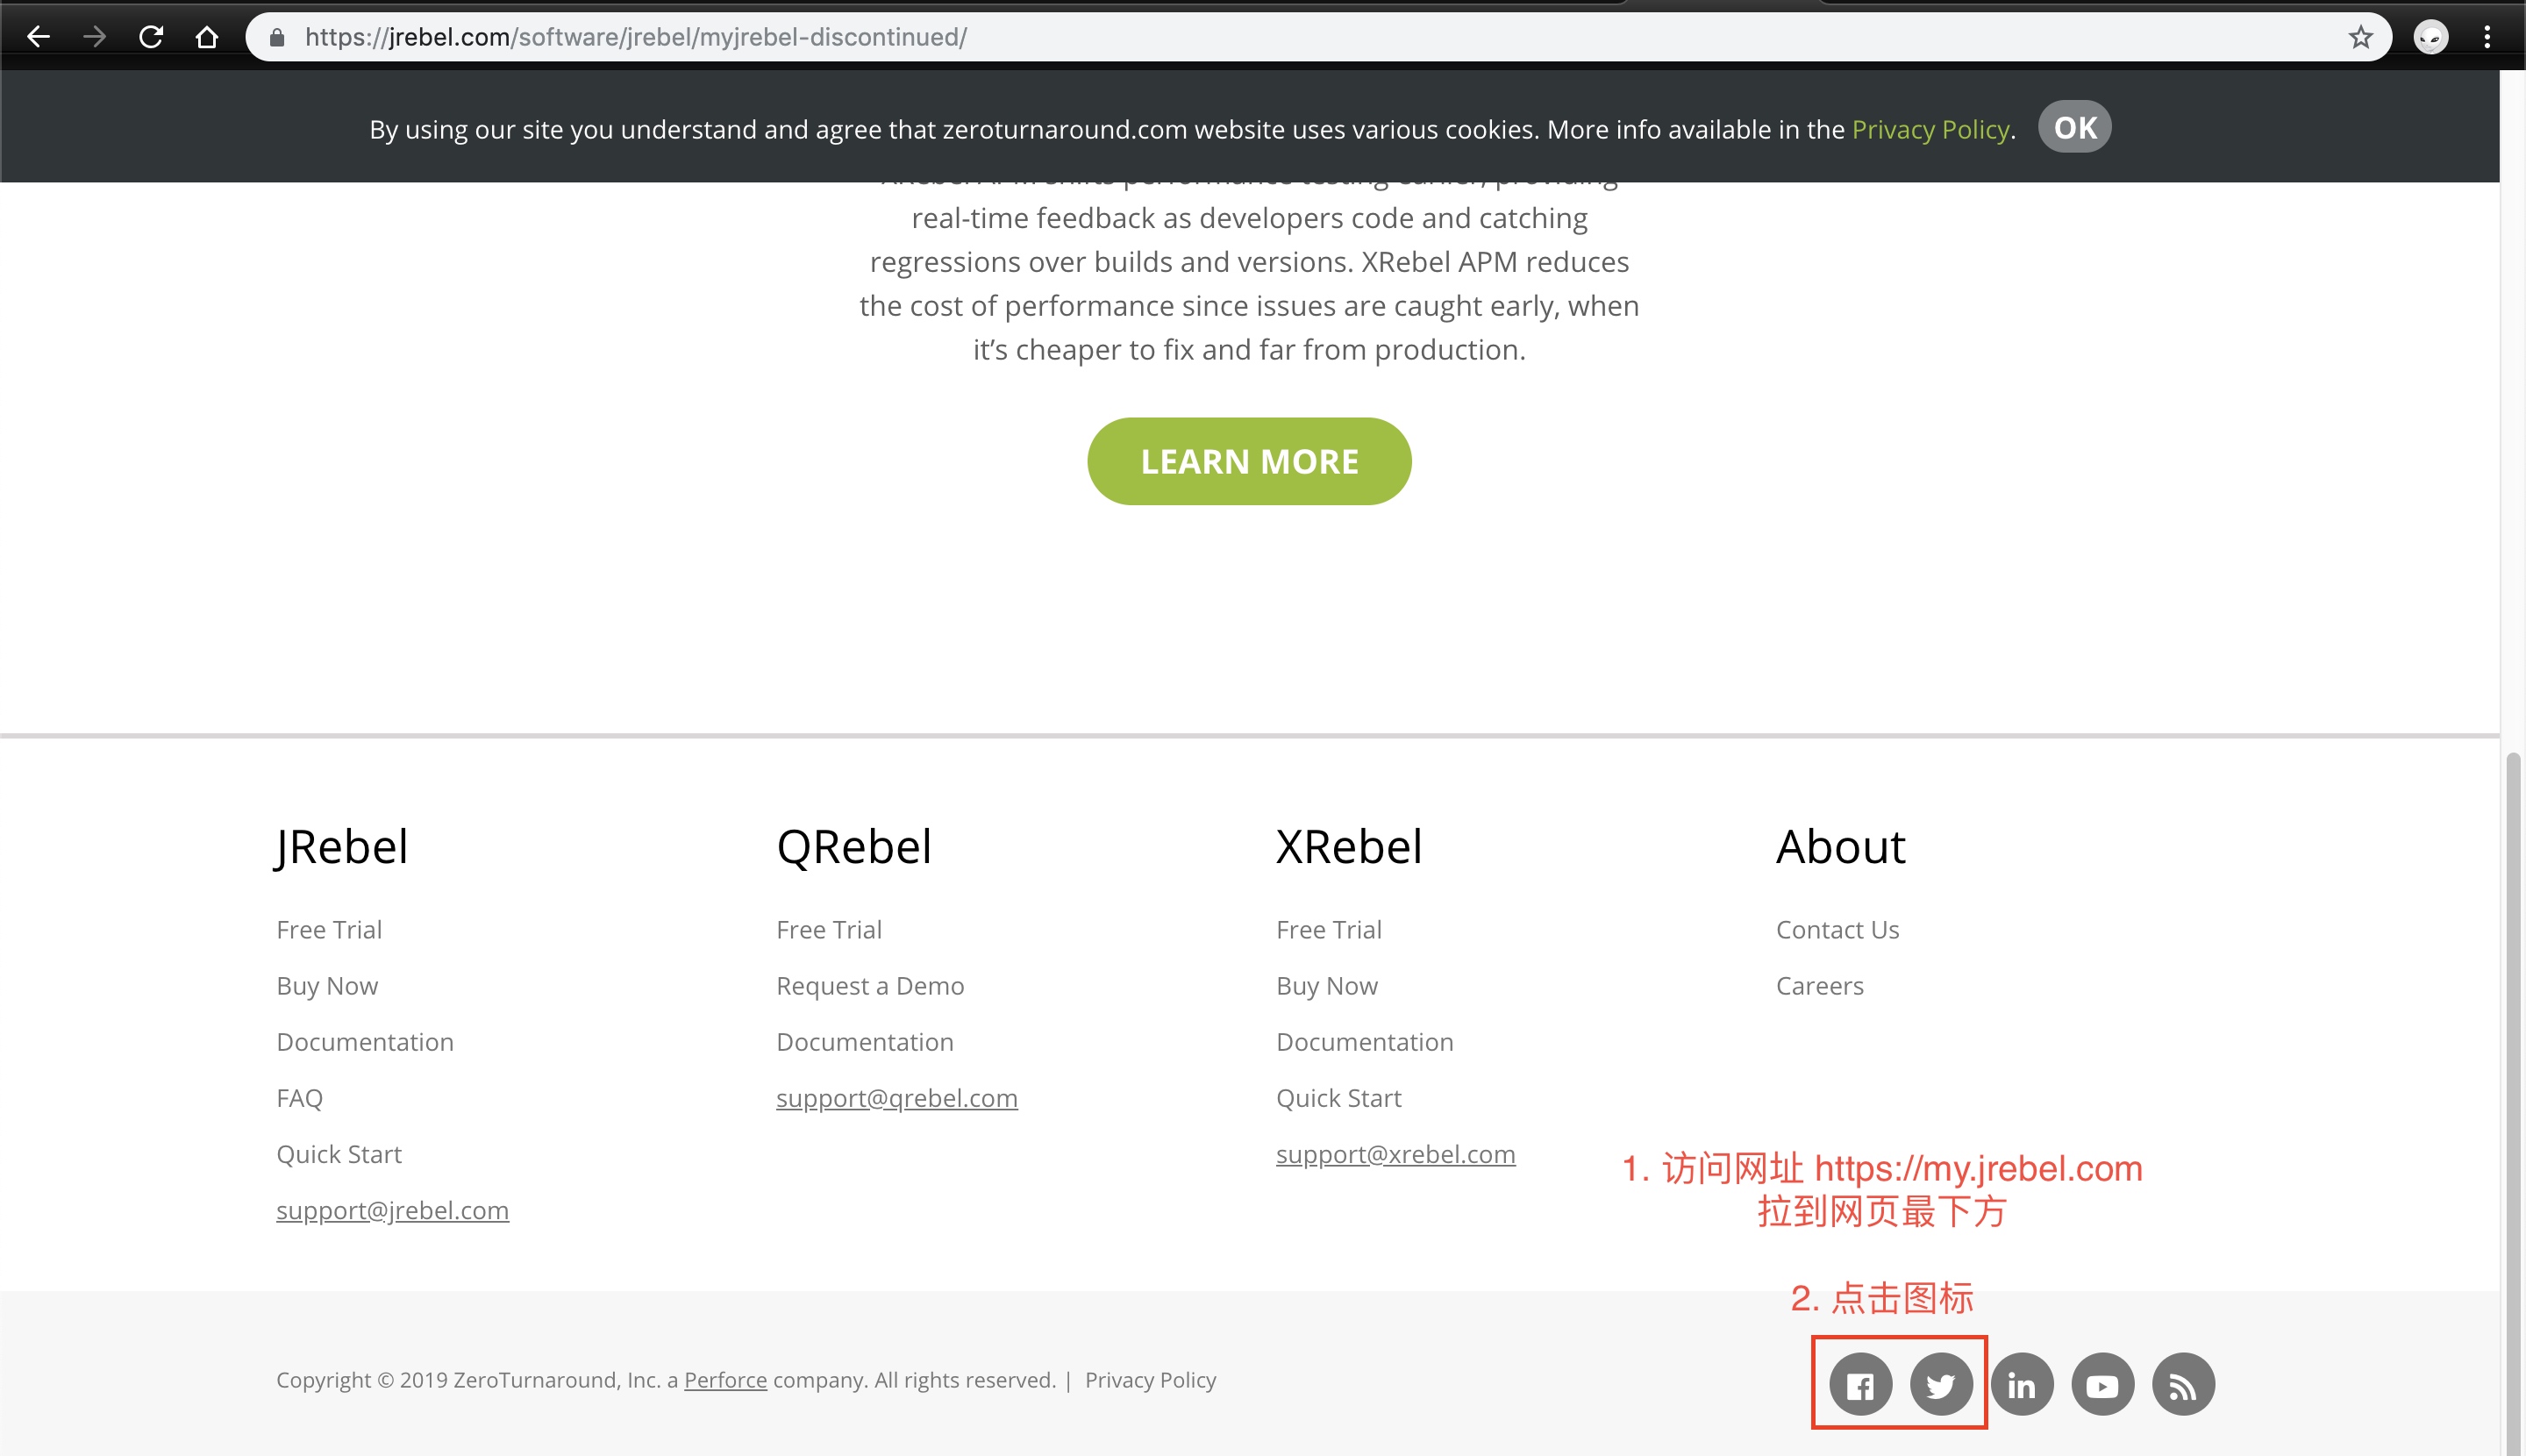 https://jrebel.com/software/jrebel/myjrebel-discontinued/
By using our site you understand and agree that zeroturnaround.com website uses various cookies. More info available in the Privacy Policy.
OK
XRebel APM shifts performance testing earlier, providing
real-time feedback as developers code and catching
regressions over builds and versions. XRebel APM reduces
the cost of performance since issues are caught early, when
it’s cheaper to fix and far from production.
LEARN MORE
JRebel
Free Trial
Buy Now
Documentation
FAQ
Quick Start
support@jrebel.com
QRebel
Free Trial
Request a Demo
Documentation
support@qrebel.com
XRebel
Free Trial
Buy Now
Documentation
Quick Start
support@xrebel.com
About
Contact Us
Careers
1. 访问网址 https://my.jrebel.com
拉到网页最下方
2. 点击图标
Copyright © 2019 ZeroTurnaround, Inc. a Perforce company. All rights reserved. | Privacy Policy